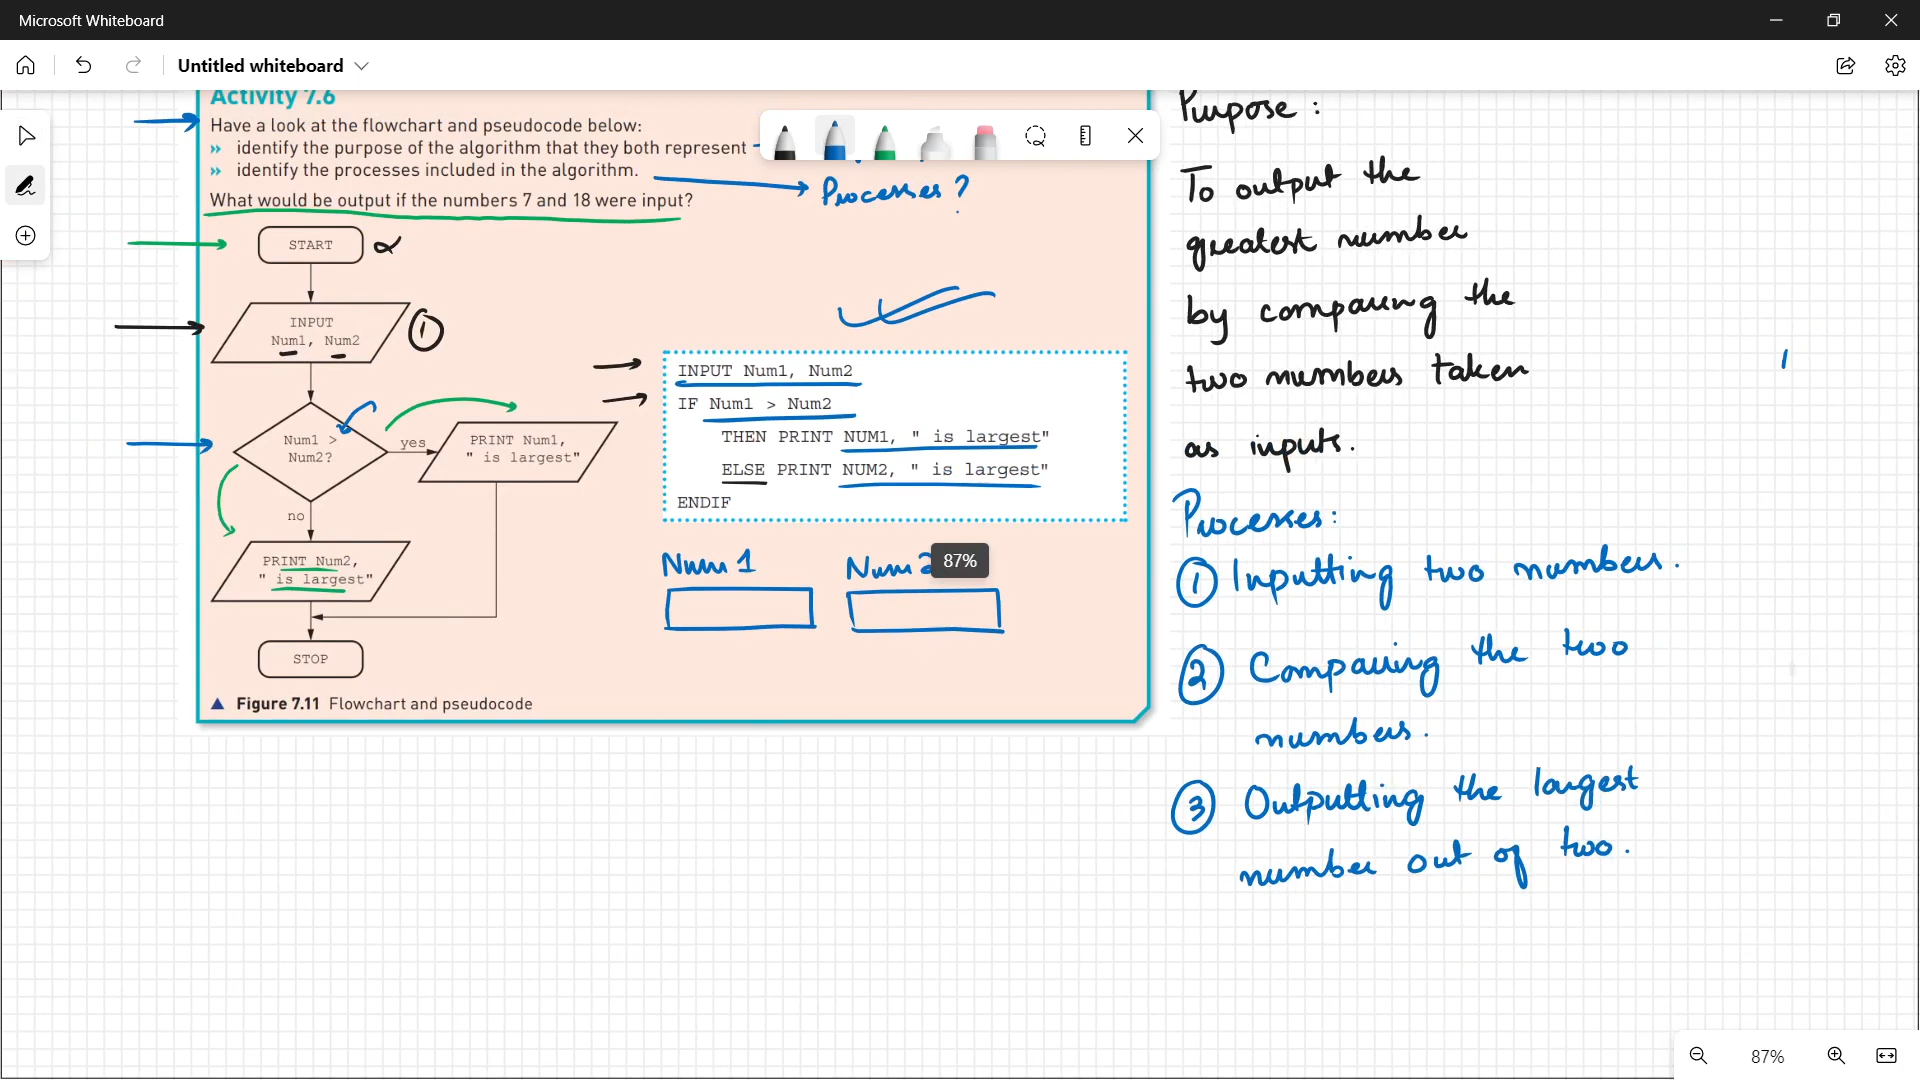 Microsoft Whiteboard
Untitled whiteboard
Activity 7.6
Have a look at the flowchart and pseudocode below:
» identify the purpose of the algorithm that they both represent
» identify the processes included in the algorithm.
Processes ?
What would be output if the numbers 7 and 18 were input?
START
INPUT
Num1, Num2
1
Num1 >
Num2?
yes
PRINT Num1,
" is largest"
no
PRINT Num2,
" is largest"
STOP
INPUT Num1, Num2
IF Num1 > Num2
THEN PRINT NUM1, " is largest"
ELSE PRINT NUM2, " is largest"
ENDIF
Num 1
Num 2
87%
▲ Figure 7.11 Flowchart and pseudocode
Purpose :
To output the
greatest number
by comparing the
two numbers taken
as inputs.
Processes:
1 Inputting two numbers.
2 Comparing the two
numbers.
3 Outputting the largest
number out of two.
87%